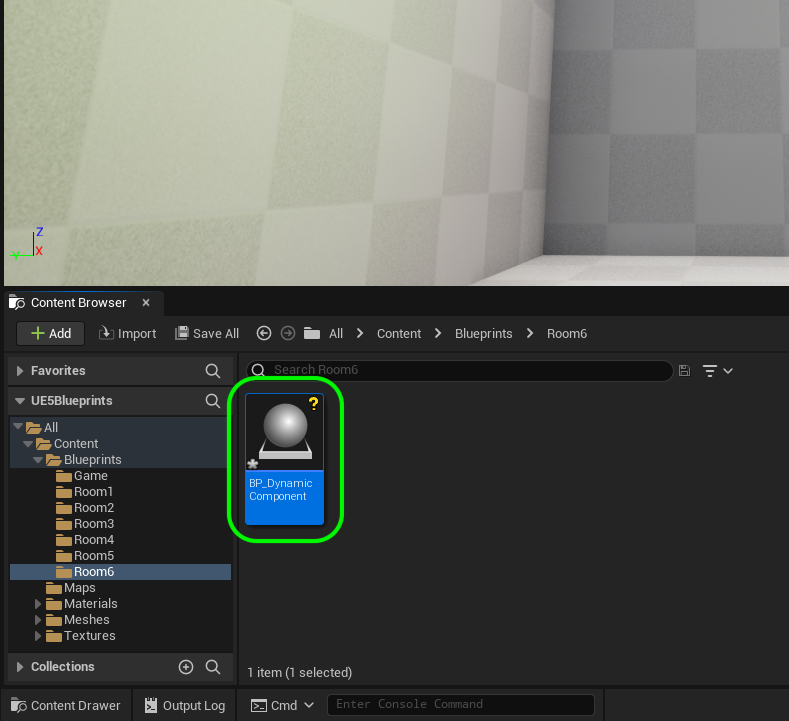 Z
X
Y
Content Browser
Add
Import
Save All
All
Content
Blueprints
Room6
Favorites
Search Room6
UE5Blueprints
All
Content
Blueprints
Game
Room1
Room2
Room3
Room4
Room5
Room6
Maps
Materials
Meshes
Textures
?
BP_Dynamic
Component
Collections
1 item (1 selected)
Content Drawer
Output Log
Cmd
Enter Console Command